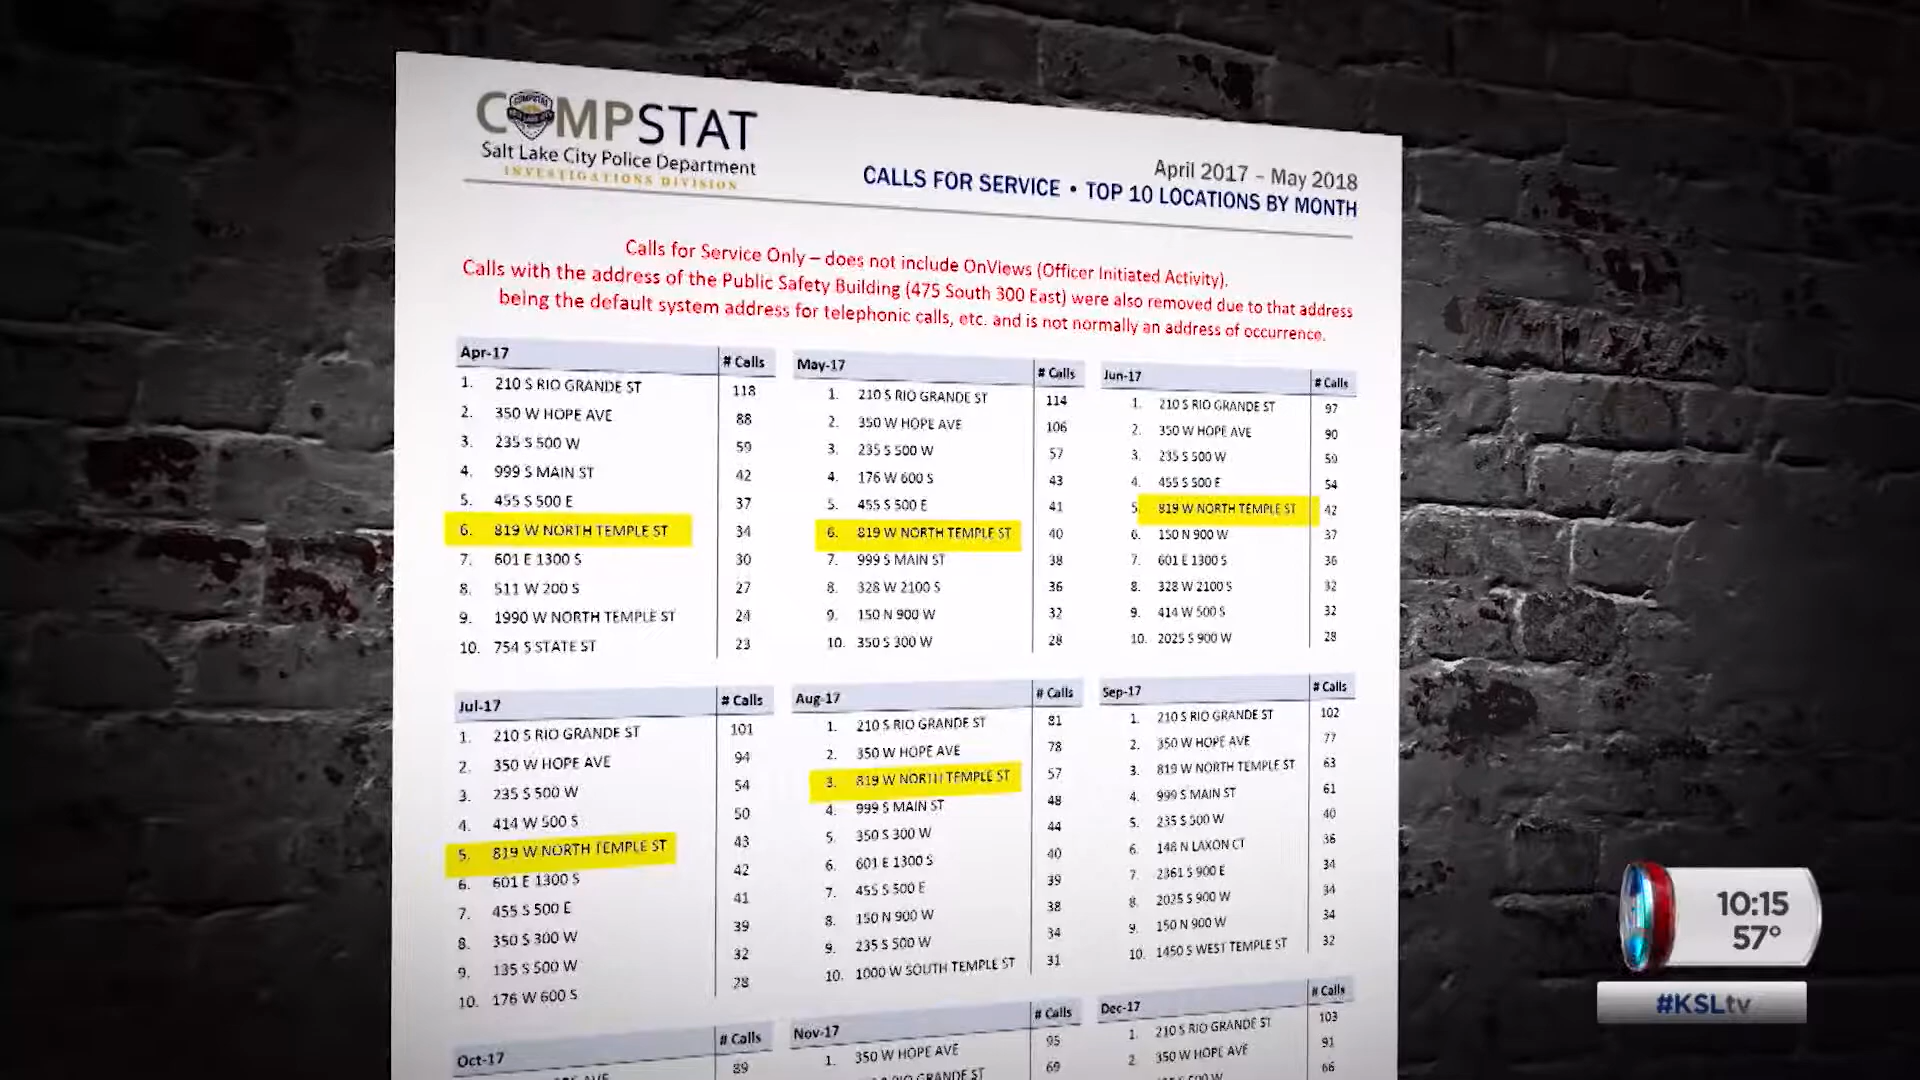 COMPSTAT
Salt Lake City Police Department
INVESTIGATIONS DIVISION
April 2017 – May 2018
CALLS FOR SERVICE • TOP 10 LOCATIONS BY MONTH
Calls for Service Only – does not include OnViews (Officer Initiated Activity).
Calls with the address of the Public Safety Building (475 South 300 East) were also removed due to that address
being the default system address for telephonic calls, etc. and is not normally an address of occurrence.
Apr-17 # Calls
1. 210 S RIO GRANDE ST 118
2. 350 W HOPE AVE 88
3. 235 S 500 W 59
4. 999 S MAIN ST 42
5. 455 S 500 E 37
6. 819 W NORTH TEMPLE ST 34
7. 601 E 1300 S 30
8. 511 W 200 S 27
9. 1990 W NORTH TEMPLE ST 24
10. 754 S STATE ST 23
May-17 # Calls
1. 210 S RIO GRANDE ST 114
2. 350 W HOPE AVE 106
3. 235 S 500 W 57
4. 176 W 600 S 43
5. 455 S 500 E 41
6. 819 W NORTH TEMPLE ST 40
7. 999 S MAIN ST 38
8. 328 W 2100 S 36
9. 150 N 900 W 32
10. 350 S 300 W 28
Jun-17 # Calls
1. 210 S RIO GRANDE ST 97
2. 350 W HOPE AVE 90
3. 235 S 500 W 59
4. 455 S 500 E 54
5. 819 W NORTH TEMPLE ST 42
6. 150 N 900 W 37
7. 601 E 1300 S 36
8. 328 W 2100 S 32
9. 414 W 500 S 32
10. 2025 S 900 W 28
Jul-17 # Calls
1. 210 S RIO GRANDE ST 101
2. 350 W HOPE AVE 94
3. 235 S 500 W 54
4. 414 W 500 S 50
5. 819 W NORTH TEMPLE ST 43
6. 601 E 1300 S 42
7. 455 S 500 E 41
8. 350 S 300 W 39
9. 135 S 500 W 32
10. 176 W 600 S 28
Aug-17 # Calls
1. 210 S RIO GRANDE ST 81
2. 350 W HOPE AVE 78
3. 819 W NORTH TEMPLE ST 57
4. 999 S MAIN ST 48
5. 350 S 300 W 44
6. 601 E 1300 S 40
7. 455 S 500 E 39
8. 150 N 900 W 38
9. 235 S 500 W 34
10. 1000 W SOUTH TEMPLE ST 31
Sep-17 # Calls
1. 210 S RIO GRANDE ST 102
2. 350 W HOPE AVE 77
3. 819 W NORTH TEMPLE ST 63
4. 999 S MAIN ST 61
5. 235 S 500 W 40
6. 148 N LAXON CT 36
7. 2361 S 900 E 34
8. 2025 S 900 W 34
9. 150 N 900 W 34
10. 1450 S WEST TEMPLE ST 32
Oct-17 # Calls
AVE 89
Nov-17 # Calls
1. 350 W HOPE AVE 95
RIO GRANDE ST 69
Dec-17 # Calls
1. 210 S RIO GRANDE ST 103
2. 350 W HOPE AVE 91
500 W 66
10:15
57°
#KSLtv